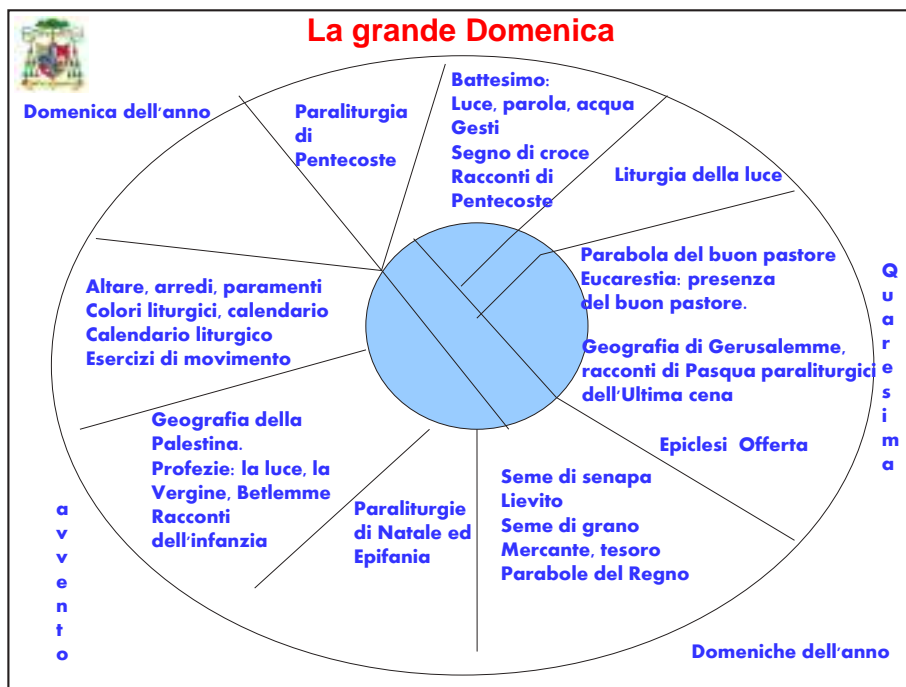 La grande Domenica
Domenica dell'anno
Paraliturgia
di
Pentecoste
Battesimo:
Luce, parola, acqua
Gesti
Segno di croce
Racconti di
Pentecoste
Liturgia della luce
Parabola del buon pastore
Eucarestia: presenza
del buon pastore.
Geografia di Gerusalemme,
racconti di Pasqua paraliturgici
dell'Ultima cena
Quaresima
Epiclesi Offerta
Altare, arredi, paramenti
Colori liturgici, calendario
Calendario liturgico
Esercizi di movimento
Geografia della
Palestina.
Profezie: la luce, la
Vergine, Betlemme
Racconti
dell'infanzia
avvento
Paraliturgie
di Natale ed
Epifania
Seme di senapa
Lievito
Seme di grano
Mercante, tesoro
Parabole del Regno
Domeniche dell'anno